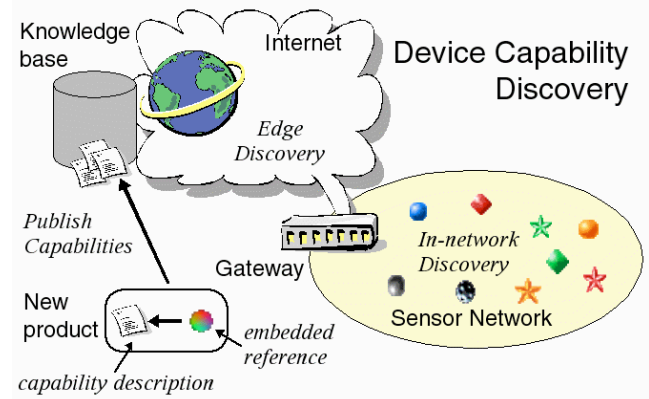 Knowledge
base
Internet
Device Capability
Discovery
Edge
Discovery
Publish
Capabilities
In-network
Discovery
Gateway
Sensor Network
New
product
embedded
reference
capability description